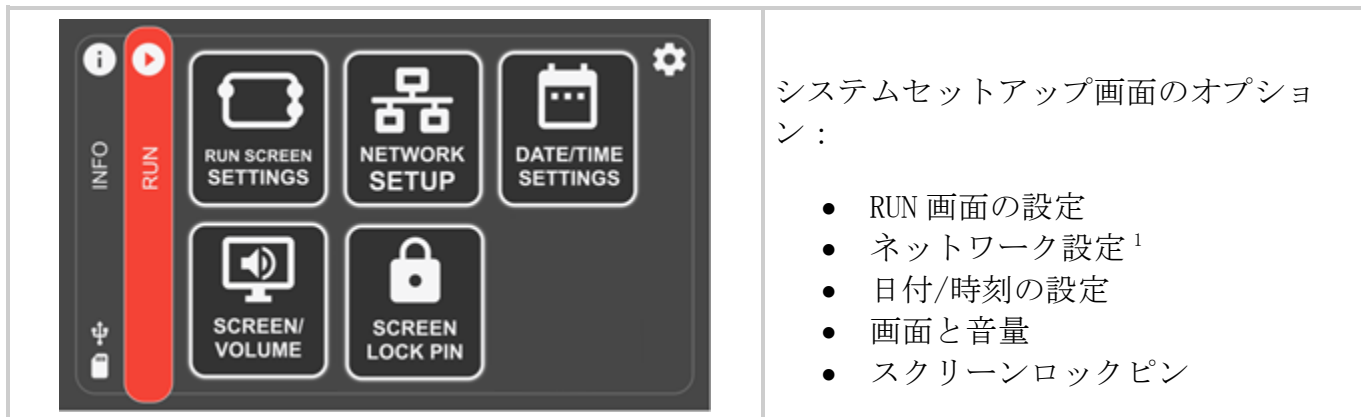 INFO
RUN
RUN SCREEN
SETTINGS
NETWORK
SETUP
DATE/TIME
SETTINGS
SCREEN/
VOLUME
SCREEN
LOCK PIN
システムセットアップ画面のオプショ
ン：
• RUN 画面の設定
• ネットワーク設定¹
• 日付/時刻の設定
• 画面と音量
• スクリーンロックピン